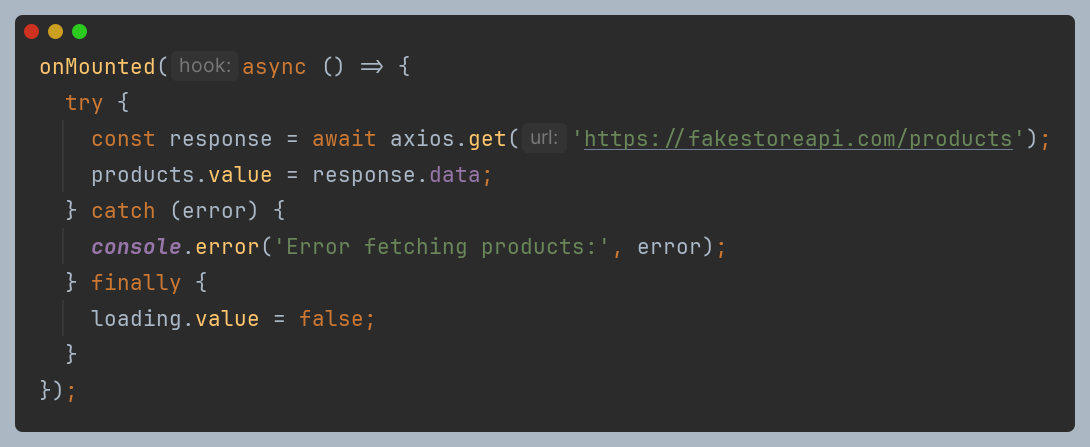 onMounted( hook: async () => {
try {
const response = await axios.get( url: 'https://fakestoreapi.com/products');
products.value = response.data;
} catch (error) {
console.error('Error fetching products:', error);
} finally {
loading.value = false;
}
});